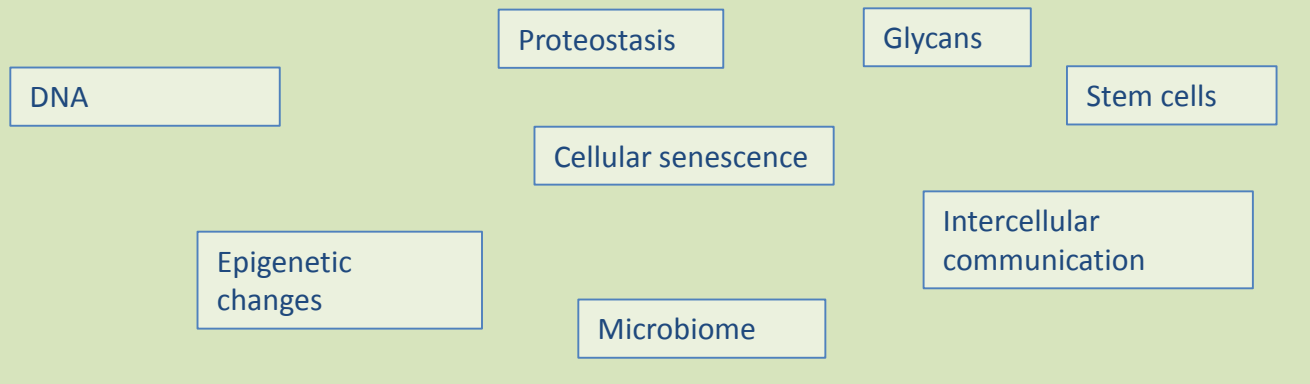 Proteostasis
Glycans
DNA
Stem cells
Cellular senescence
Intercellular
communication
Epigenetic
changes
Microbiome